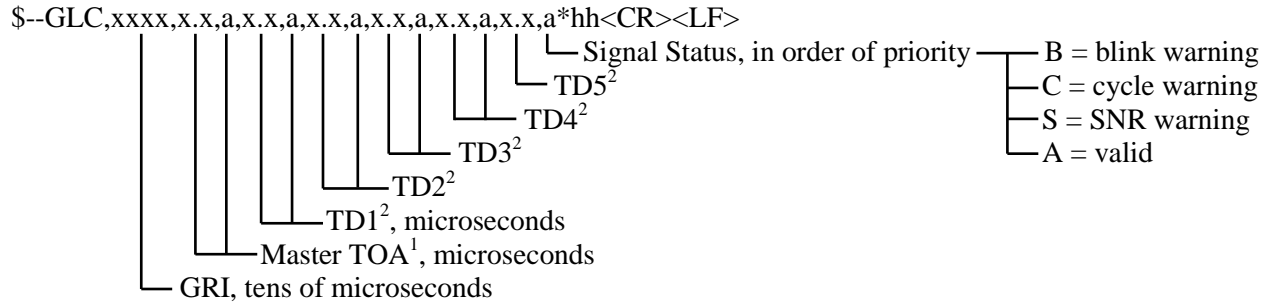 $--GLC,xxxx,x.x,a,x.x,a,x.x,a,x.x,a,x.x,a,x.x,a*hh<CR><LF>
Signal Status, in order of priority
B = blink warning
C = cycle warning
S = SNR warning
A = valid
TD5²
TD4²
TD3²
TD2²
TD1², microseconds
Master TOA¹, microseconds
GRI, tens of microseconds